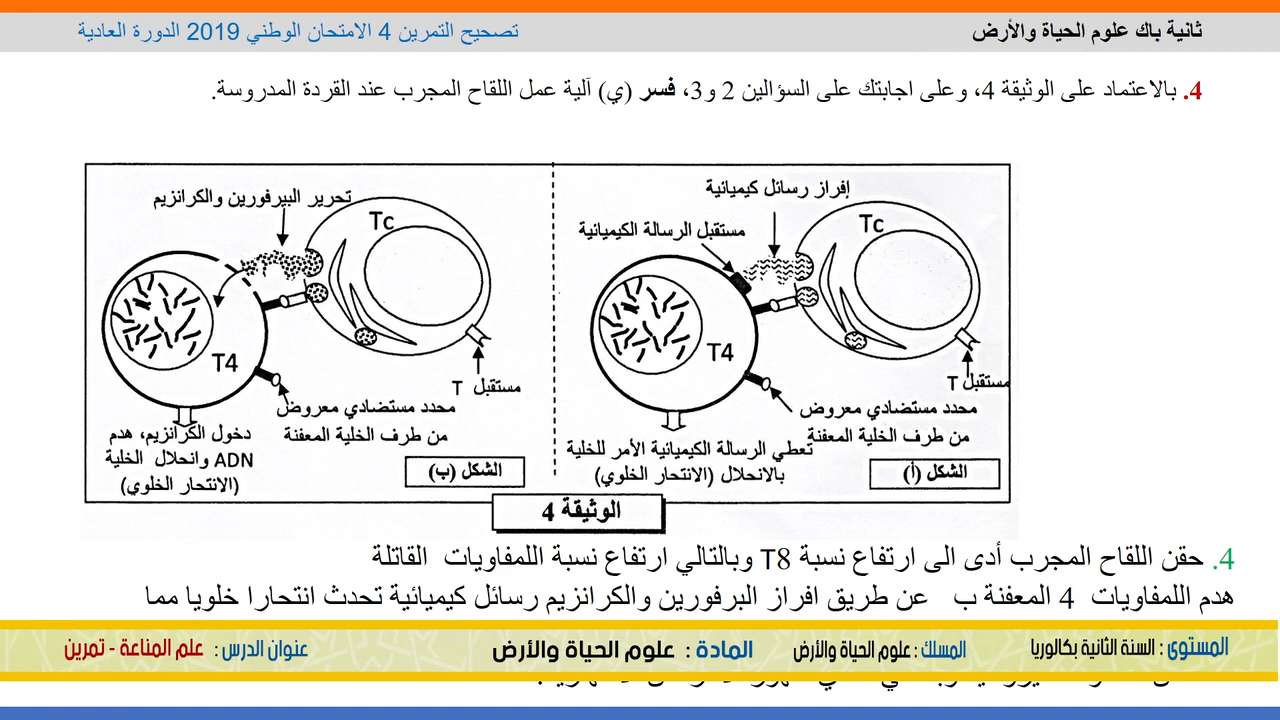 ثانية باك علوم الحياة والأرض
تصحيح التمرين 4 الامتحان الوطني 2019 الدورة العادية
4. بالاعتماد على الوثيقة 4، وعلى اجابتك على السؤالين 2 و3، فسر (ي) آلية عمل اللقاح المجرب عند القردة المدروسة.
إفراز رسائل كيميائية
مستقبل الرسالة الكيميائية
Tc
T4
مستقبل T
محدد مستضادي معروض
من طرف الخلية المعفنة
تعطي الرسالة الكيميائية الأمر للخلية
بالانحلال (الانتحار الخلوي)
الشكل (أ)
تحرير البيرفورين والكرانزيم
Tc
T4
مستقبل T
محدد مستضادي معروض
من طرف الخلية المعفنة
دخول الكرانزيم، هدم
ADN وانحلال الخلية
(الانتحار الخلوي)
الشكل (ب)
الوثيقة 4
4. حقن اللقاح المجرب أدى الى ارتفاع نسبة T8 وبالتالي ارتفاع نسبة اللمفاويات القاتلة
هدم اللمفاويات 4 المعفنة ب عن طريق افراز البرفورين والكرانزيم رسائل كيميائية تحدث انتحارا خلويا مما
المستوى : السنة الثانية بكالوريا
المسلك : علوم الحياة والأرض
المادة : علوم الحياة والأرض
عنوان الدرس : علم المناعة - تمرين